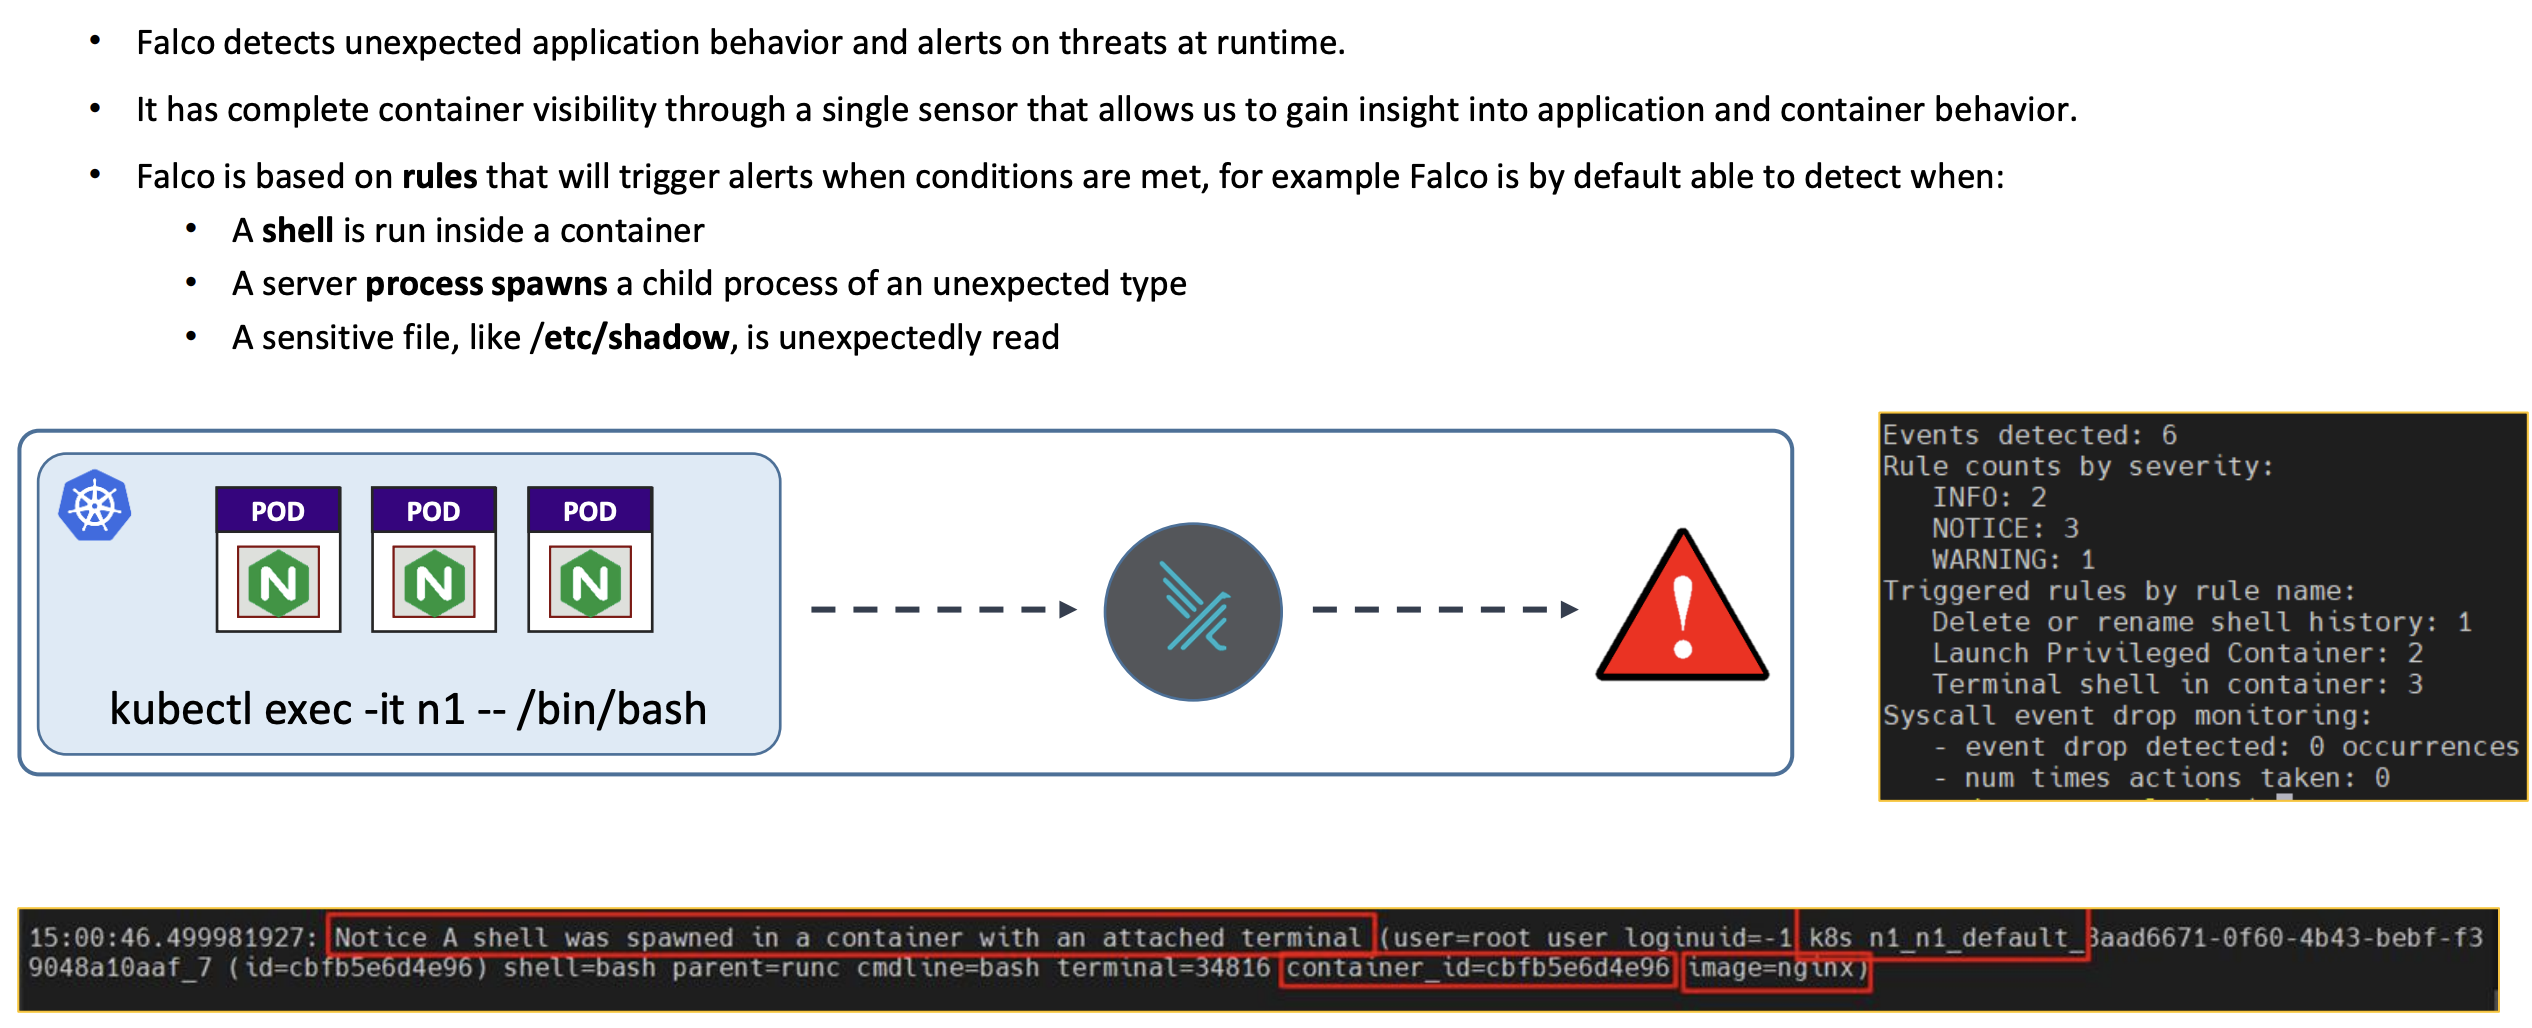 • Falco detects unexpected application behavior and alerts on threats at runtime.
• It has complete container visibility through a single sensor that allows us to gain insight into application and container behavior.
• Falco is based on rules that will trigger alerts when conditions are met, for example Falco is by default able to detect when:
• A shell is run inside a container
• A server process spawns a child process of an unexpected type
• A sensitive file, like /etc/shadow, is unexpectedly read
POD
POD
POD
N
N
N
kubectl exec -it n1 -- /bin/bash
Events detected: 6
Rule counts by severity:
INFO: 2
NOTICE: 3
WARNING: 1
Triggered rules by rule name:
Delete or rename shell history: 1
Launch Privileged Container: 2
Terminal shell in container: 3
Syscall event drop monitoring:
- event drop detected: 0 occurrences
- num times actions taken: 0
15:00:46.499981927: Notice A shell was spawned in a container with an attached terminal (user=root user_loginuid=-1 k8s_n1_n1_default_3aad6671-0f60-4b43-bebf-f3
9048a10aaf_7 (id=cbfb5e6d4e96) shell=bash parent=runc cmdline=bash terminal=34816 container_id=cbfb5e6d4e96 image=nginx)